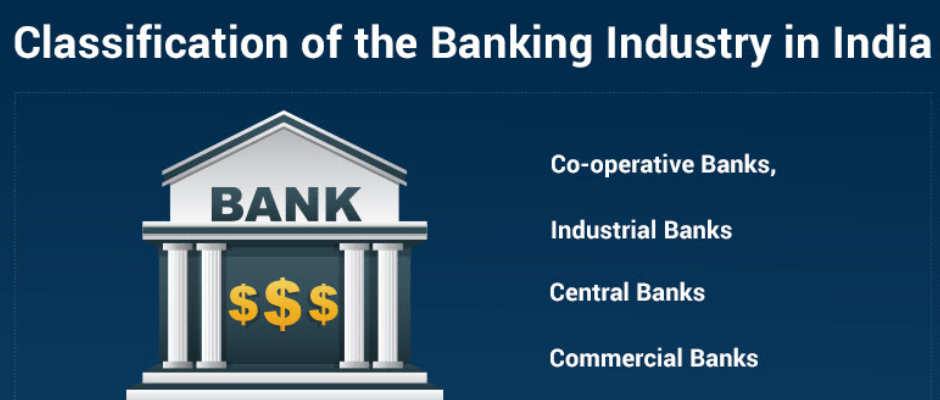 Classification of the Banking Industry in India
BANK
$$$
Co-operative Banks,
Industrial Banks
Central Banks
Commercial Banks